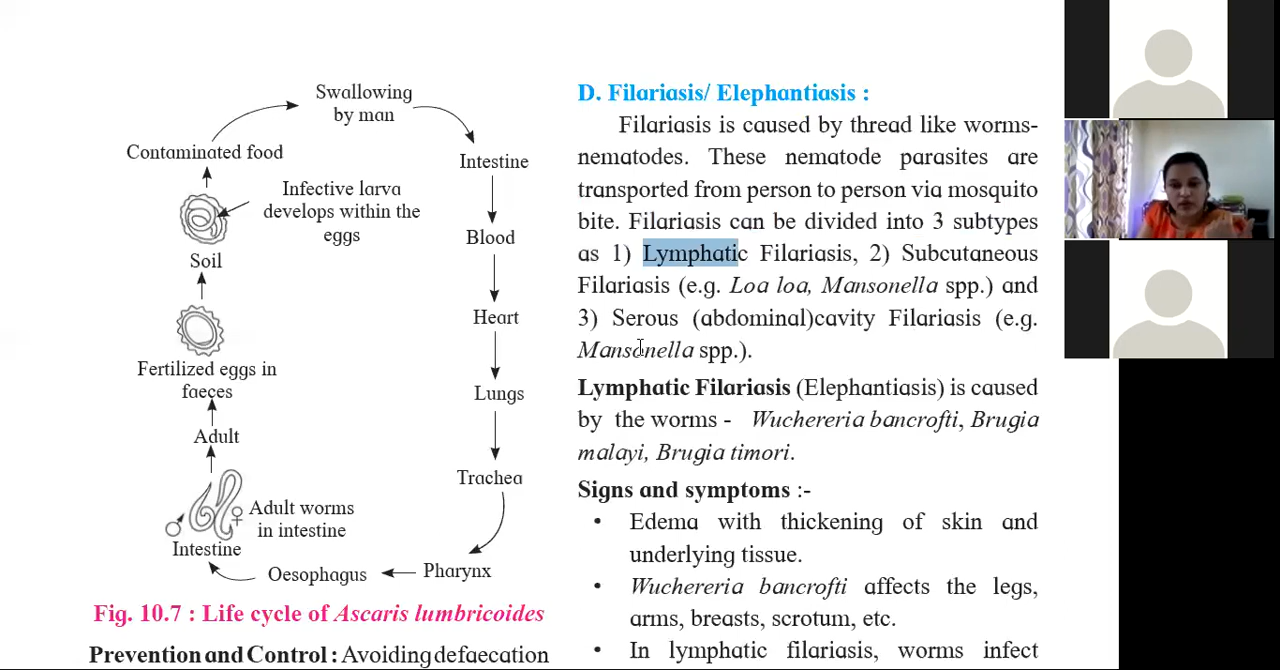 Swallowing
by man
Contaminated food
Intestine
Infective larva
develops within the
eggs
Blood
Soil
Heart
Fertilized eggs in
faeces
Lungs
Adult
Trachea
Adult worms
in intestine
Intestine
Oesophagus
Pharynx
Fig. 10.7 : Life cycle of Ascaris lumbricoides
Prevention and Control : Avoiding defaecation
D. Filariasis/ Elephantiasis :
Filariasis is caused by thread like worms-
nematodes. These nematode parasites are
transported from person to person via mosquito
bite. Filariasis can be divided into 3 subtypes
as 1) Lymphatic Filariasis, 2) Subcutaneous
Filariasis (e.g. Loa loa, Mansonella spp.) and
3) Serous (abdominal)cavity Filariasis (e.g.
Mansonella spp.).
Lymphatic Filariasis (Elephantiasis) is caused
by the worms - Wuchereria bancrofti, Brugia
malayi, Brugia timori.
Signs and symptoms :-
• Edema with thickening of skin and
underlying tissue.
• Wuchereria bancrofti affects the legs,
arms, breasts, scrotum, etc.
• In lymphatic filariasis, worms infect